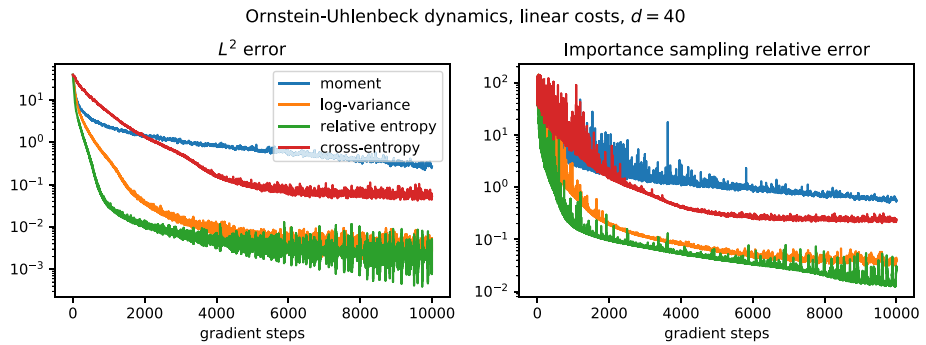 Ornstein-Uhlenbeck dynamics, linear costs, d = 40
L² error
10¹
10⁰
10⁻¹
10⁻²
10⁻³
0 2000 4000 6000 8000 10000
gradient steps
moment
log-variance
relative entropy
cross-entropy
Importance sampling relative error
10²
10¹
10⁰
10⁻¹
10⁻²
0 2000 4000 6000 8000 10000
gradient steps